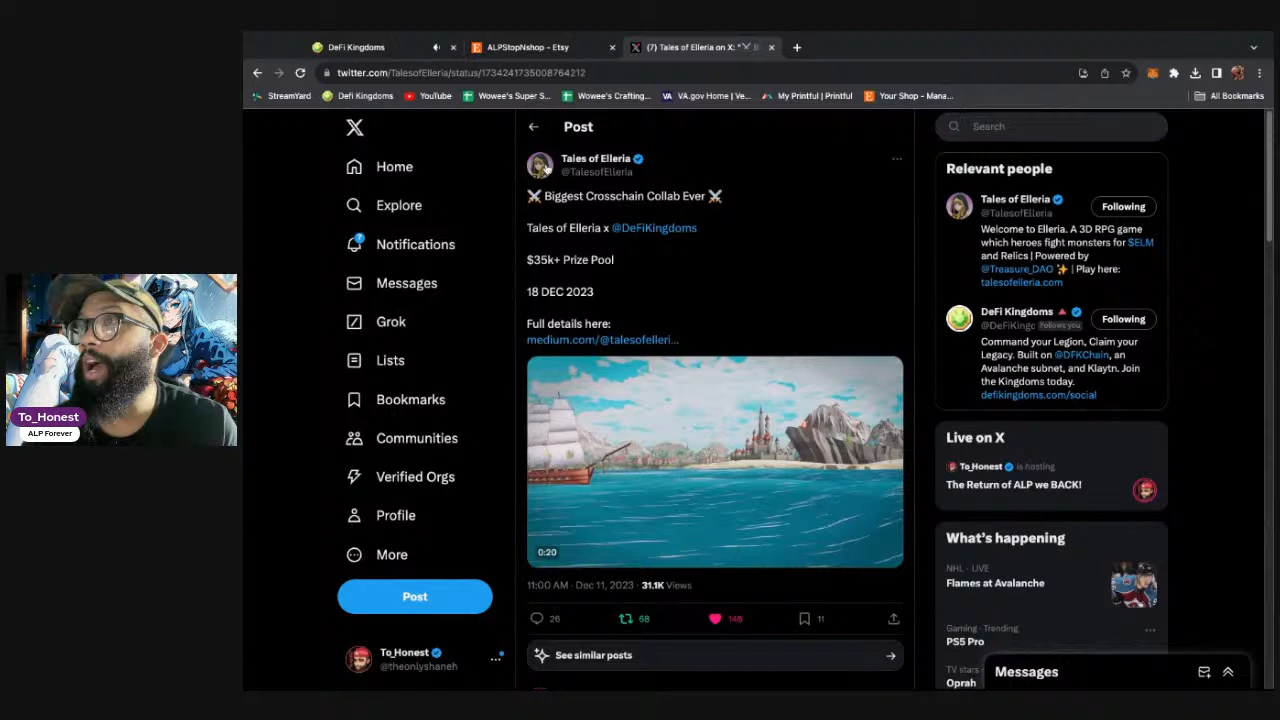 DeFi Kingdoms
ALPStopNshop - Etsy
(7) Tales of Elleria on X: "⚔️ B
twitter.com/TalesofElleria/status/1734241735008764212
StreamYard
Defi Kingdoms
YouTube
Wowee's Super S...
Wowee's Crafting...
VA.gov Home | Ve...
My Printful | Printful
Your Shop - Mana...
All Bookmarks
Home
Explore
7
Notifications
Messages
Grok
Lists
Bookmarks
Communities
Verified Orgs
Profile
More
Post
To_Honest
@theonlyshaneh
Post
Tales of Elleria
@TalesofElleria
⚔️ Biggest Crosschain Collab Ever ⚔️
Tales of Elleria x @DeFiKingdoms
$35k+ Prize Pool
18 DEC 2023
Full details here:
medium.com/@talesofelleri...
0:20
11:00 AM · Dec 11, 2023 · 31.1K Views
26
68
146
11
See similar posts
Search
Relevant people
Tales of Elleria
@TalesofElleria
Following
Welcome to Elleria. A 3D RPG game
which heroes fight monsters for $ELM
and Relics | Powered by
@Treasure_DAO ✨ | Play here:
talesofelleria.com
DeFi Kingdoms 🔺
@DeFiKingc Follows you
Following
Command your Legion, Claim your
Legacy. Built on @DFKChain, an
Avalanche subnet, and Klaytn. Join
the Kingdoms today.
defikingdoms.com/social
Live on X
To_Honest is hosting
The Return of ALP we BACK!
What's happening
NHL · LIVE
Flames at Avalanche
Gaming · Trending
PS5 Pro
TV stars
Oprah
Messages
To_Honest
ALP Forever